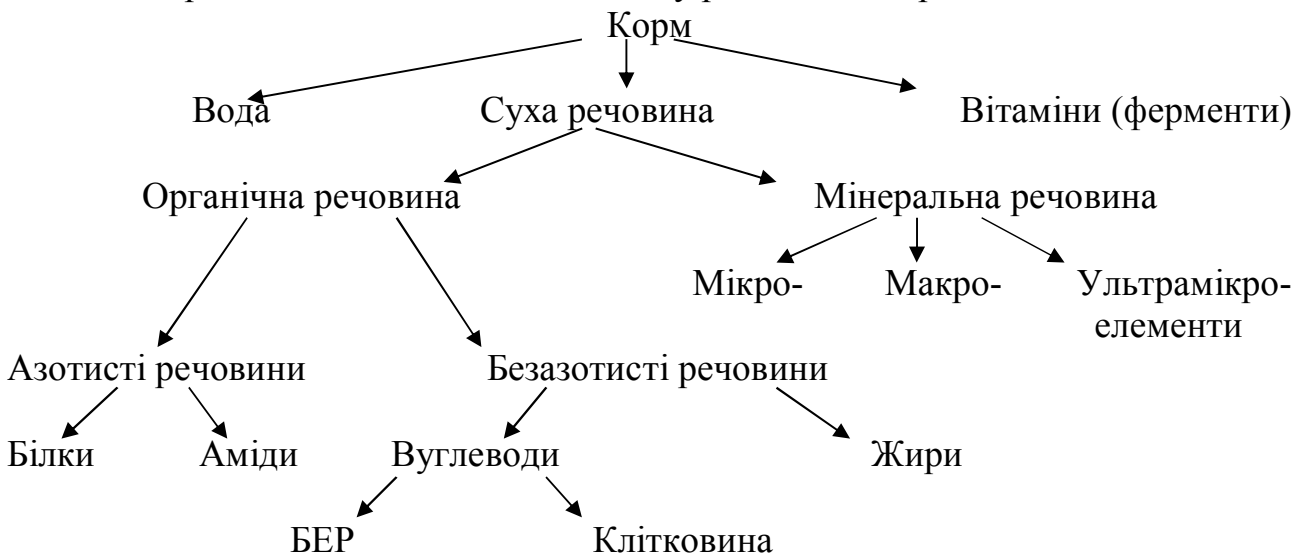 Корм
Вода Суха речовина Вітаміни (ферменти)
Органічна речовина Мінеральна речовина
Мікро- Макро- Ультрамікро-
елементи
Азотисті речовини Безазотисті речовини
Білки Аміди Вуглеводи Жири
БЕР Клітковина